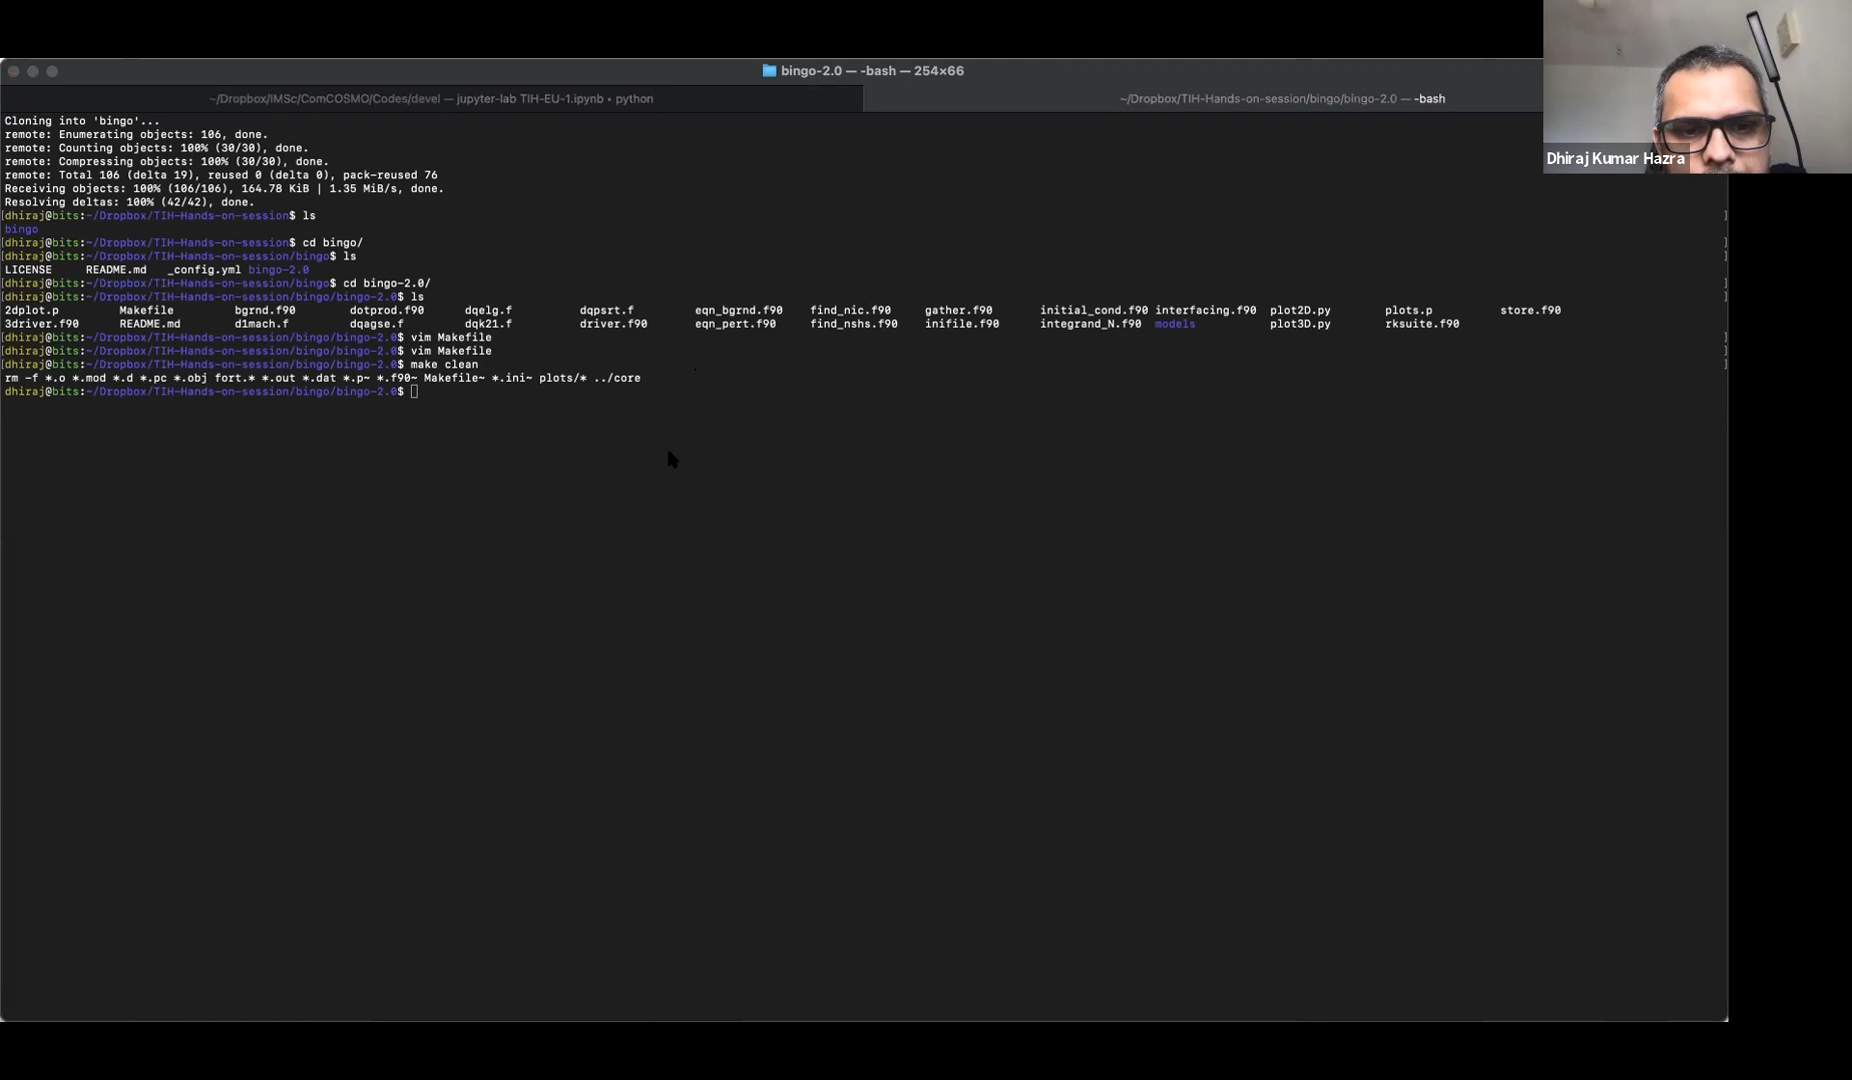 bingo-2.0 — -bash — 254×66
~/Dropbox/IMSc/ComCOSMO/Codes/devel — jupyter-lab TIH-EU-1.ipynb • python
~/Dropbox/TIH-Hands-on-session/bingo/bingo-2.0 — -bash
Dhiraj Kumar Hazra
Cloning into 'bingo'...
remote: Enumerating objects: 106, done.
remote: Counting objects: 100% (30/30), done.
remote: Compressing objects: 100% (30/30), done.
remote: Total 106 (delta 19), reused 0 (delta 0), pack-reused 76
Receiving objects: 100% (106/106), 164.78 KiB | 1.35 MiB/s, done.
Resolving deltas: 100% (42/42), done.
[dhiraj@bits:~/Dropbox/TIH-Hands-on-session$ ls ]
bingo
[dhiraj@bits:~/Dropbox/TIH-Hands-on-session$ cd bingo/ ]
[dhiraj@bits:~/Dropbox/TIH-Hands-on-session/bingo$ ls ]
LICENSE README.md _config.yml bingo-2.0
[dhiraj@bits:~/Dropbox/TIH-Hands-on-session/bingo$ cd bingo-2.0/ ]
[dhiraj@bits:~/Dropbox/TIH-Hands-on-session/bingo/bingo-2.0$ ls ]
2dplot.p Makefile bgrnd.f90 dotprod.f90 dqelg.f dqpsrt.f eqn_bgrnd.f90 find_nic.f90 gather.f90 initial_cond.f90 interfacing.f90 plot2D.py plots.p store.f90
3driver.f90 README.md d1mach.f dqagse.f dqk21.f driver.f90 eqn_pert.f90 find_nshs.f90 inifile.f90 integrand_N.f90 models plot3D.py rksuite.f90
[dhiraj@bits:~/Dropbox/TIH-Hands-on-session/bingo/bingo-2.0$ vim Makefile ]
[dhiraj@bits:~/Dropbox/TIH-Hands-on-session/bingo/bingo-2.0$ vim Makefile ]
[dhiraj@bits:~/Dropbox/TIH-Hands-on-session/bingo/bingo-2.0$ make clean ]
rm -f *.o *.mod *.d *.pc *.obj fort.* *.out *.dat *.p~ *.f90~ Makefile~ *.ini~ plots/* ../core
dhiraj@bits:~/Dropbox/TIH-Hands-on-session/bingo/bingo-2.0$